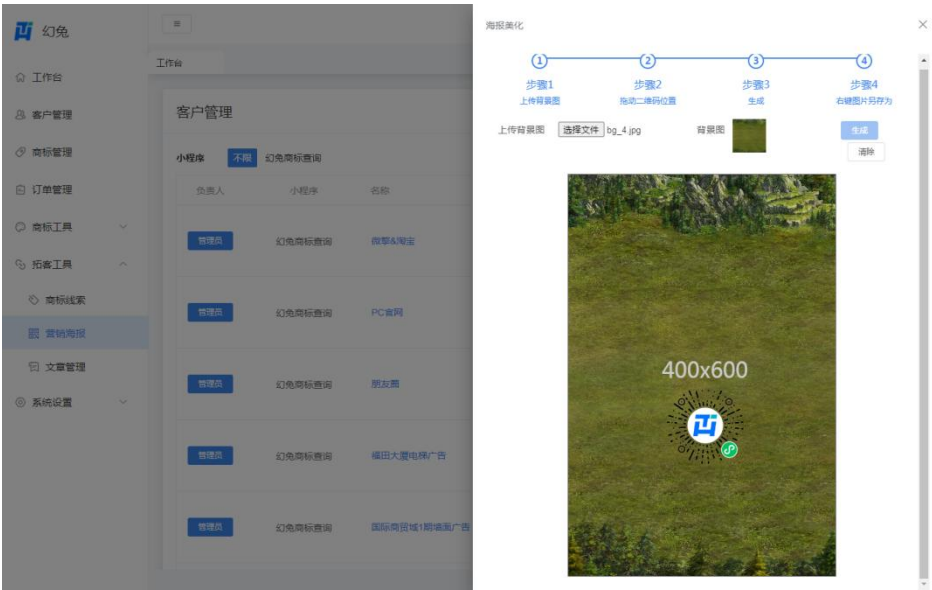 幻兔
工作台
客户管理
商标管理
订单管理
商标工具
拓客工具
商标线索
营销海报
文章管理
系统设置
工作台
客户管理
小程序 不限 幻兔商标查询
负责人 小程序 名称
管理员 幻兔商标查询 微擎&淘宝
管理员 幻兔商标查询 PC官网
管理员 幻兔商标查询 朋友圈
管理员 幻兔商标查询 福田大厦电梯广告
管理员 幻兔商标查询 国际商贸城1期墙面广告
海报美化
1 2 3 4
步骤1 步骤2 步骤3 步骤4
上传背景图 拖动二维码位置 生成 右键图片另存为
上传背景图 选择文件 bg_4.jpg 背景图 生成
清除
400x600